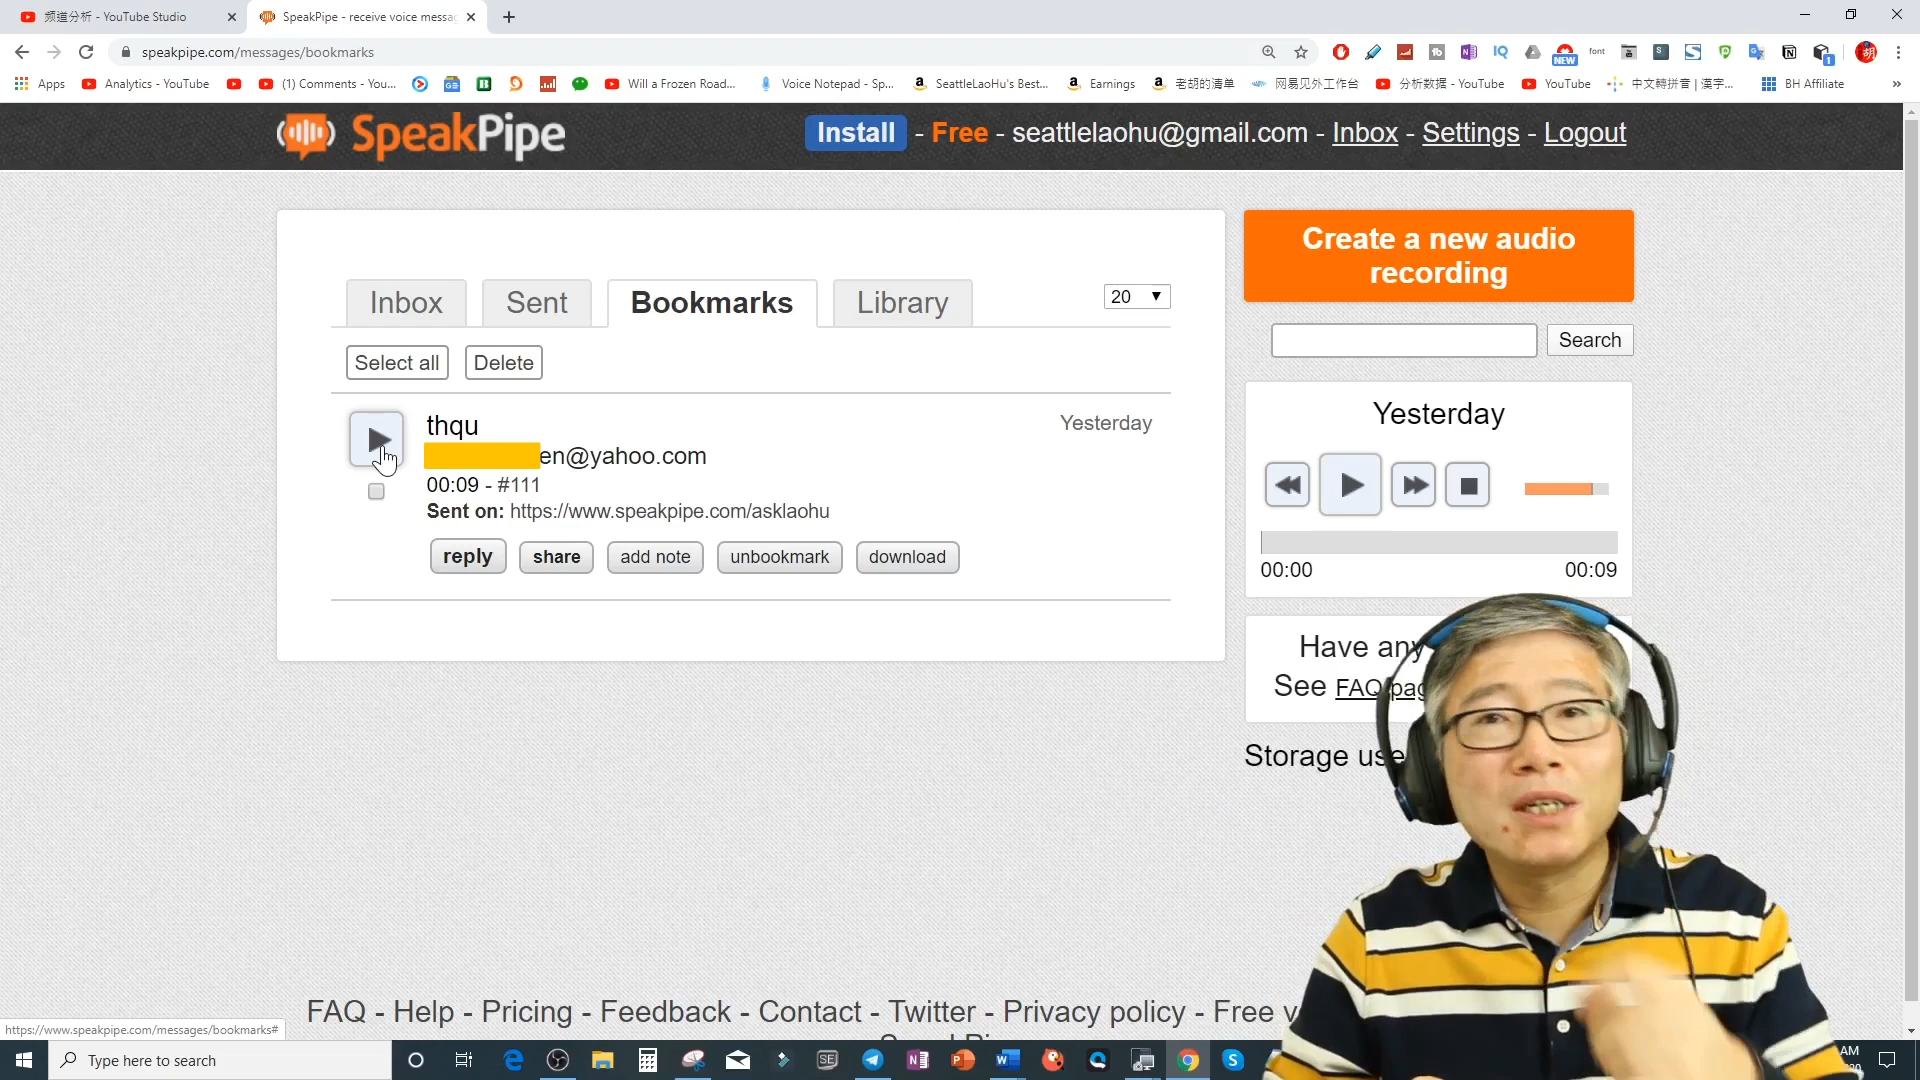 频道分析 - YouTube Studio
SpeakPipe - receive voice messa
speakpipe.com/messages/bookmarks
font
NEW
1
胡
Apps
Analytics - YouTube
(1) Comments - You...
Will a Frozen Road...
Voice Notepad - Sp...
SeattleLaoHu's Best...
Earnings
老胡的清单
网易见外工作台
分析数据 - YouTube
YouTube
中文轉拼音 | 漢字...
BH Affiliate
SpeakPipe
Install - Free - seattlelaohu@gmail.com - Inbox - Settings - Logout
Inbox
Sent
Bookmarks
Library
20
Create a new audio
recording
Search
Select all
Delete
thqu
Yesterday
en@yahoo.com
00:09 - #111
Sent on: https://www.speakpipe.com/asklaohu
reply
share
add note
unbookmark
download
Yesterday
00:00
00:09
Have any
See FAQ pag
Storage use
FAQ - Help - Pricing - Feedback - Contact - Twitter - Privacy policy - Free v
https://www.speakpipe.com/messages/bookmarks#
Type here to search
AM